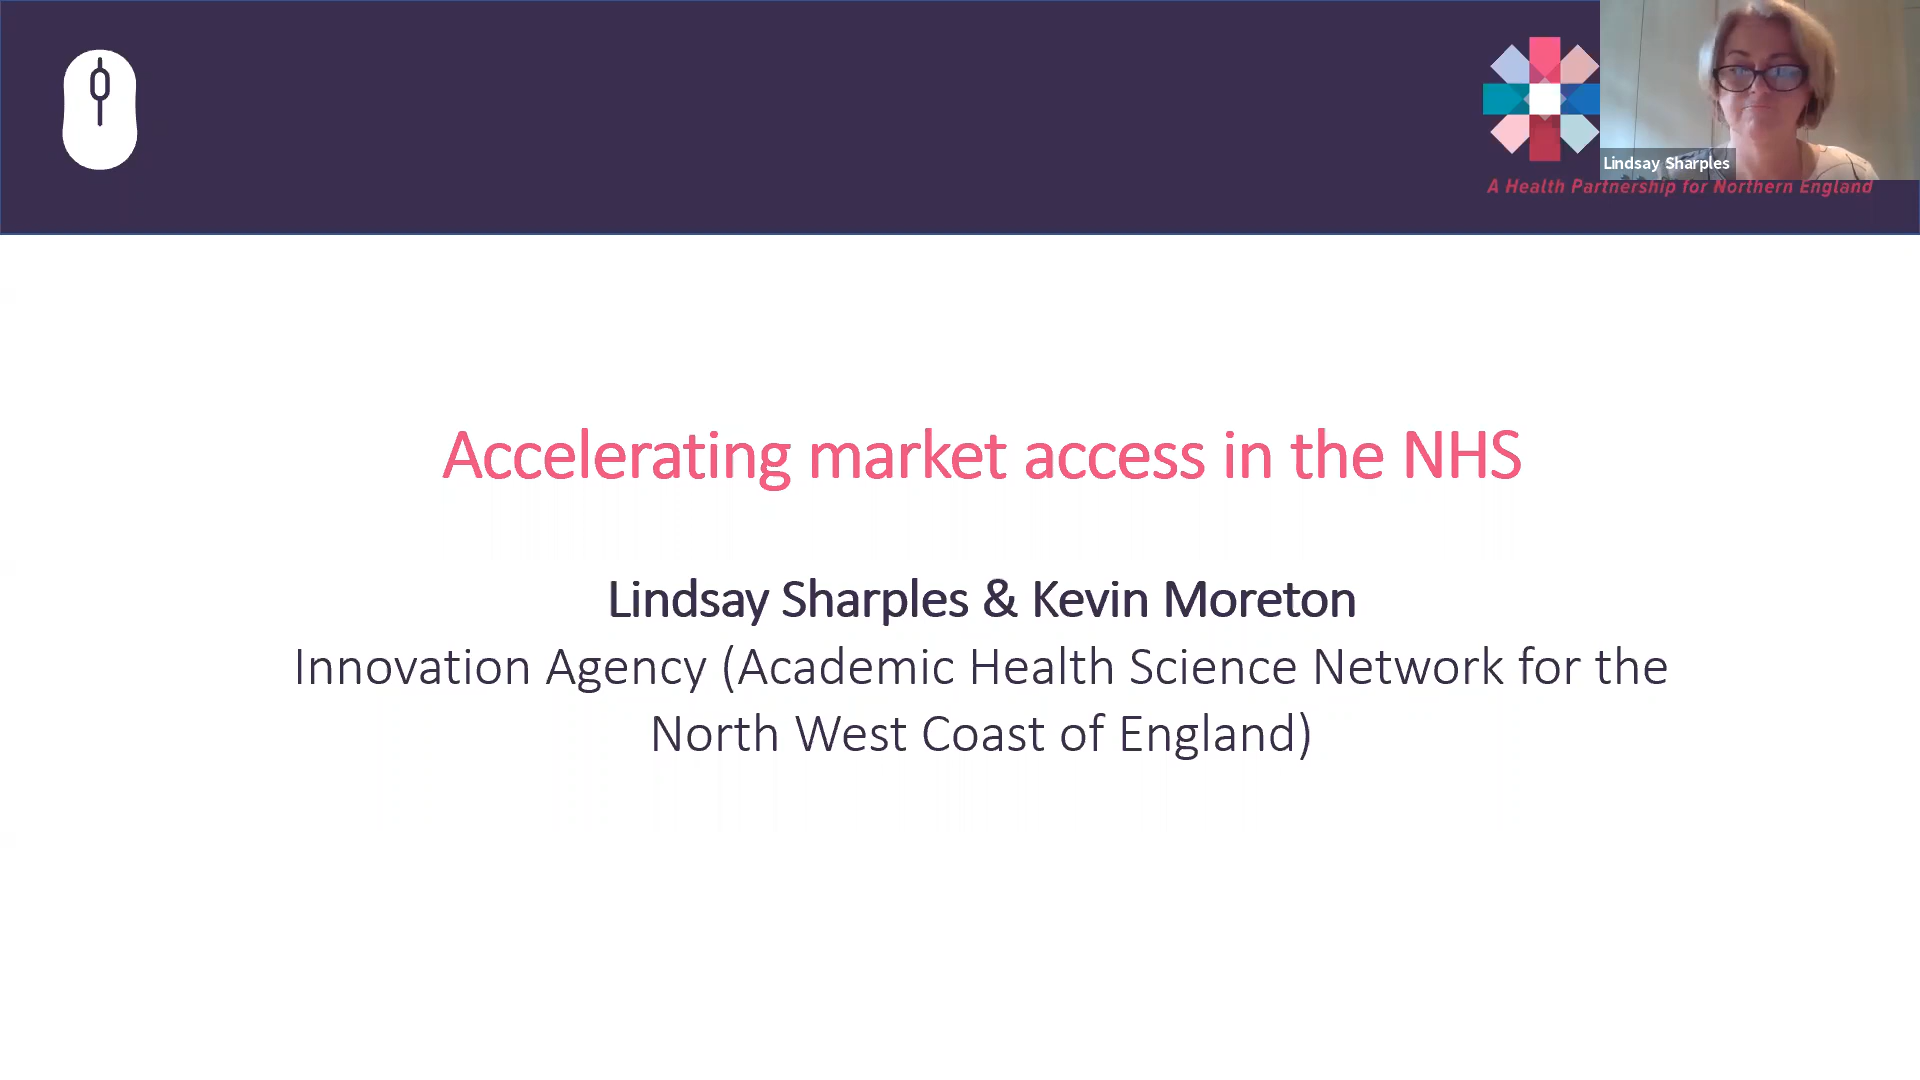 Lindsay Sharples
A Health Partnership for Northern England
Accelerating market access in the NHS
Lindsay Sharples & Kevin Moreton
Innovation Agency (Academic Health Science Network for the
North West Coast of England)